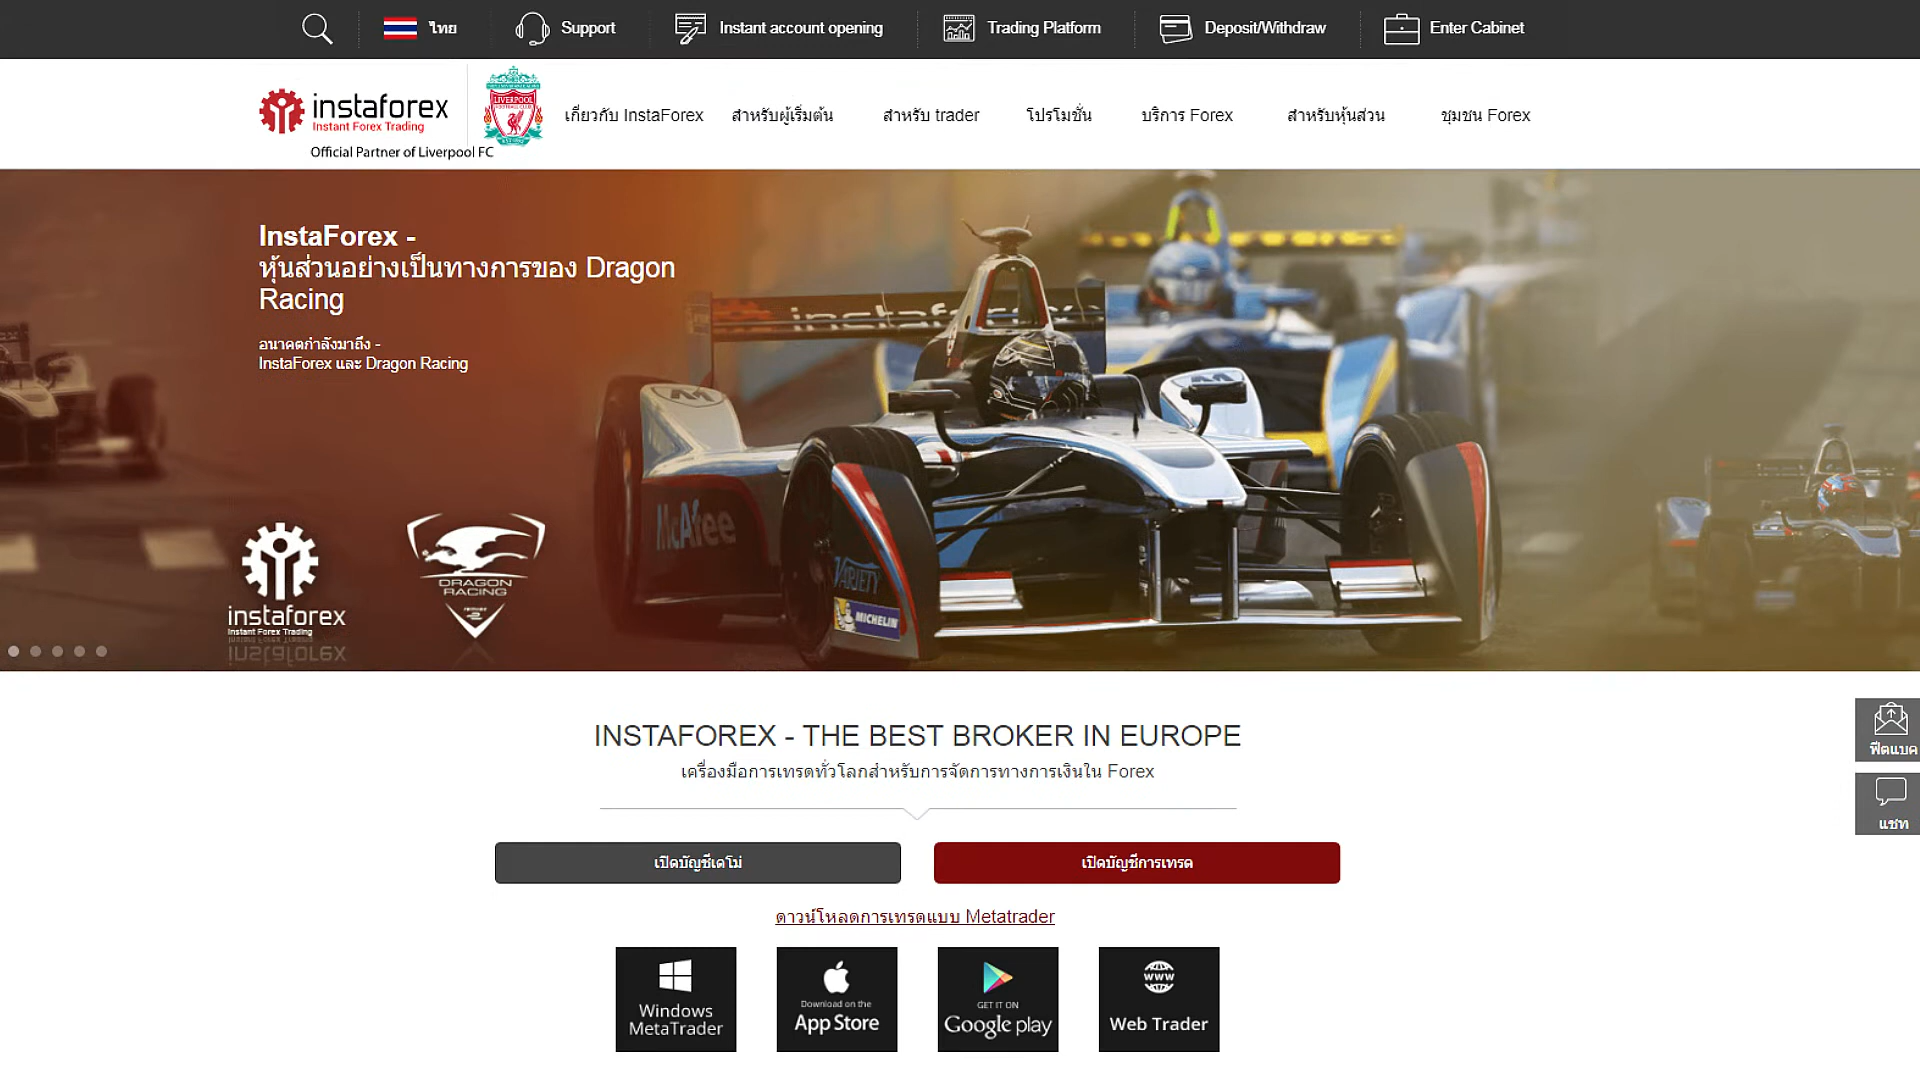 ไทย
Support
Instant account opening
Trading Platform
Deposit/Withdraw
Enter Cabinet
instaforex
Instant Forex Trading
Official Partner of Liverpool FC
LIVERPOOL
เกี่ยวกับ InstaForex
สำหรับผู้เริ่มต้น
สำหรับ trader
โปรโมชั่น
บริการ Forex
สำหรับหุ้นส่วน
ชุมชน Forex
InstaForex -
หุ้นส่วนอย่างเป็นทางการของ Dragon
Racing
อนาคตกำลังมาถึง -
InstaForex และ Dragon Racing
instaforex
McAfee
VARIETY
MICHELIN
instaforex
Instant Forex Trading
DRAGON
RACING
INSTAFOREX - THE BEST BROKER IN EUROPE
เครื่องมือการเทรดทั่วโลกสำหรับการจัดการทางการเงินใน Forex
ฟีดแบค
แชท
เปิดบัญชีเดโม่
เปิดบัญชีการเทรด
ดาวน์โหลดการเทรดแบบ Metatrader
Windows
MetaTrader
Download on the
App Store
GET IT ON
Google play
www
Web Trader